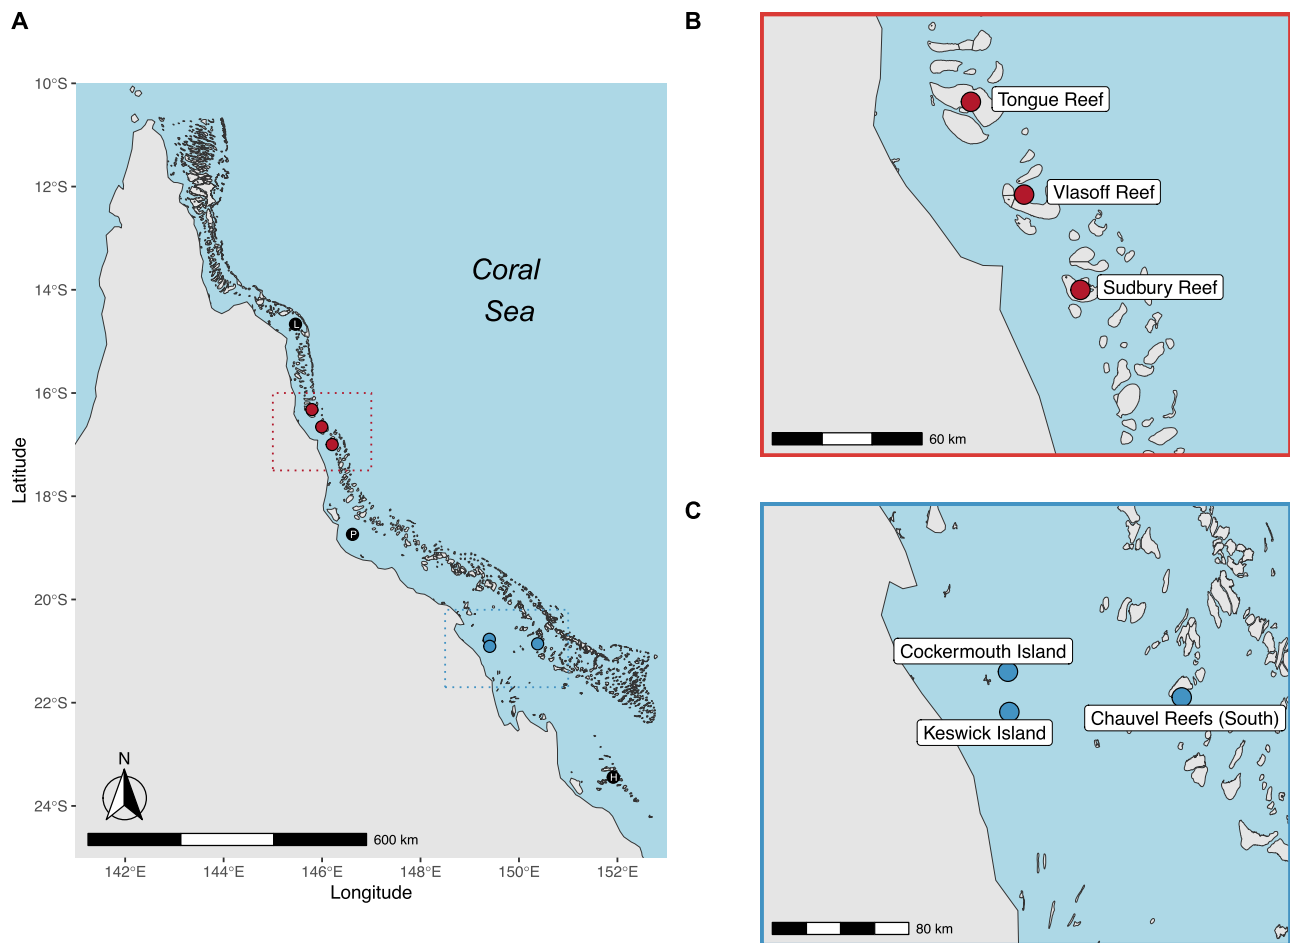 A
10°S
12°S
14°S
16°S
18°S
20°S
22°S
24°S
Latitude
Coral
Sea
L
P
H
N
600 km
142°E 144°E 146°E 148°E 150°E 152°E
Longitude
B
Tongue Reef
Vlasoff Reef
Sudbury Reef
60 km
C
Cockermouth Island
Keswick Island
Chauvel Reefs (South)
80 km